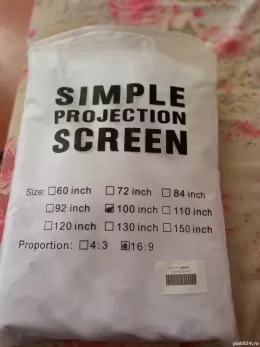 SIMPLE
PROJECTION
SCREEN
Size: ☐60 inch ☐72 inch ☐84 inch
☐92 inch ☑100 inch ☐110 inch
☐120 inch ☐130 inch ☐150 inch
Proportion: ☐4:3 ☑16:9